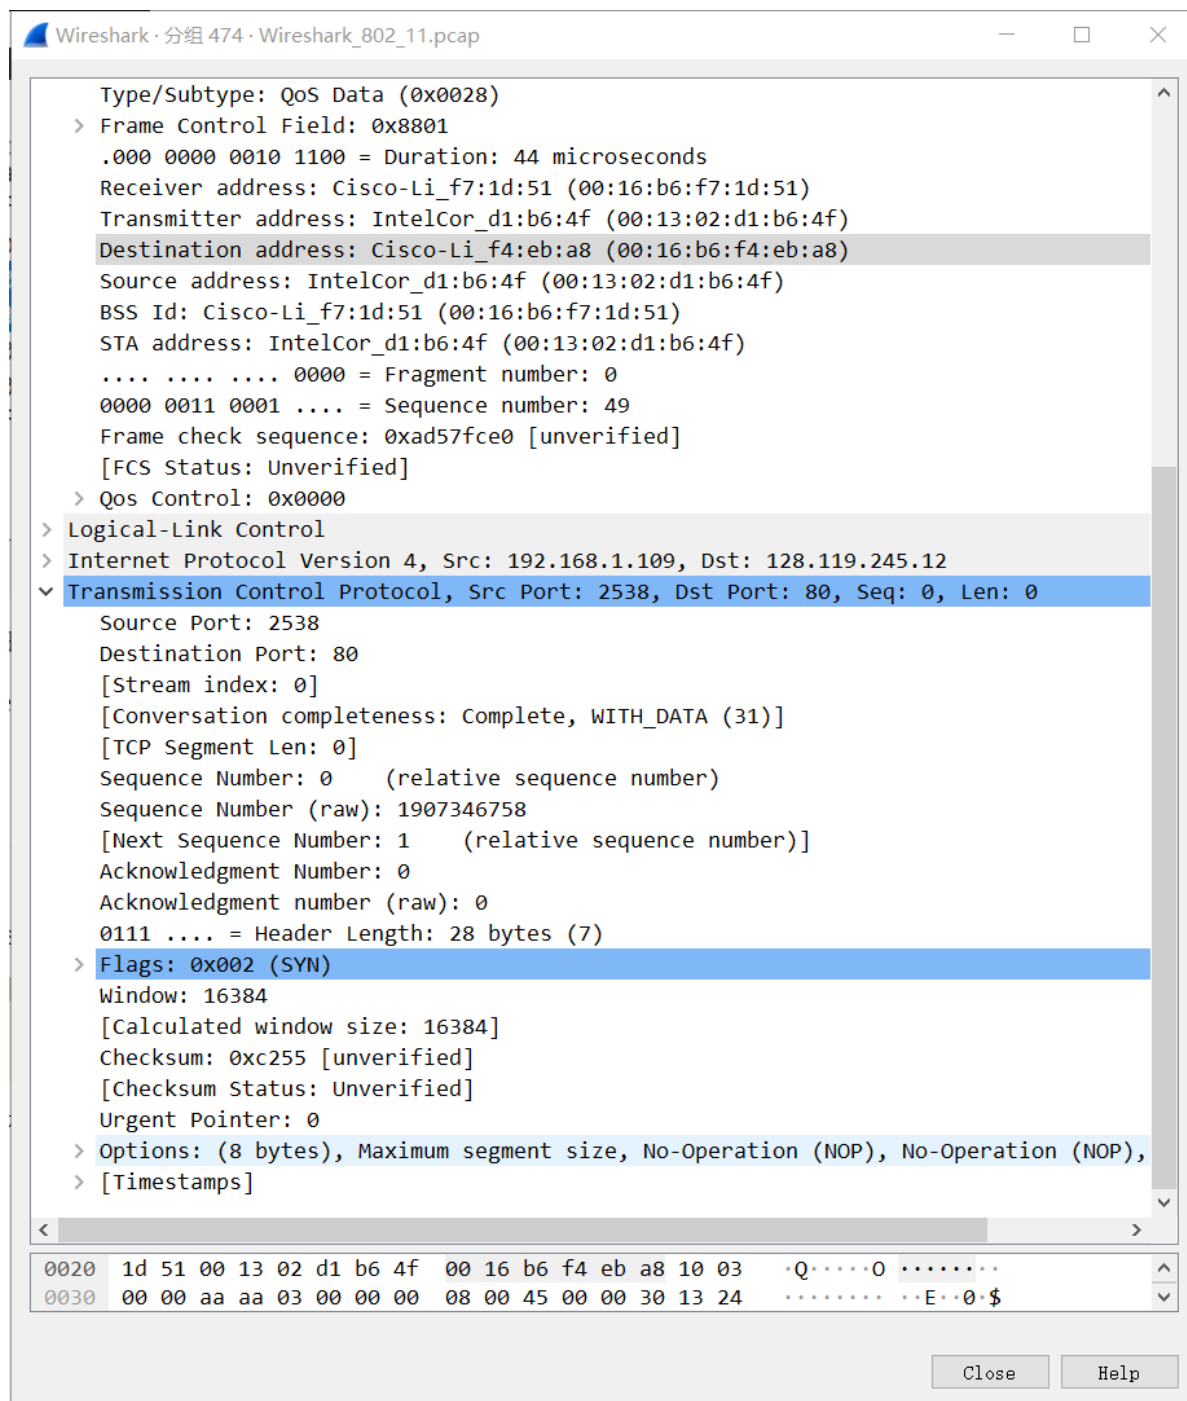 Wireshark · 分组 474 · Wireshark_802_11.pcap
Type/Subtype: QoS Data (0x0028)
Frame Control Field: 0x8801
.000 0000 0010 1100 = Duration: 44 microseconds
Receiver address: Cisco-Li_f7:1d:51 (00:16:b6:f7:1d:51)
Transmitter address: IntelCor_d1:b6:4f (00:13:02:d1:b6:4f)
Destination address: Cisco-Li_f4:eb:a8 (00:16:b6:f4:eb:a8)
Source address: IntelCor_d1:b6:4f (00:13:02:d1:b6:4f)
BSS Id: Cisco-Li_f7:1d:51 (00:16:b6:f7:1d:51)
STA address: IntelCor_d1:b6:4f (00:13:02:d1:b6:4f)
.... .... .... 0000 = Fragment number: 0
0000 0011 0001 .... = Sequence number: 49
Frame check sequence: 0xad57fce0 [unverified]
[FCS Status: Unverified]
Qos Control: 0x0000
Logical-Link Control
Internet Protocol Version 4, Src: 192.168.1.109, Dst: 128.119.245.12
Transmission Control Protocol, Src Port: 2538, Dst Port: 80, Seq: 0, Len: 0
Source Port: 2538
Destination Port: 80
[Stream index: 0]
[Conversation completeness: Complete, WITH_DATA (31)]
[TCP Segment Len: 0]
Sequence Number: 0    (relative sequence number)
Sequence Number (raw): 1907346758
[Next Sequence Number: 1    (relative sequence number)]
Acknowledgment Number: 0
Acknowledgment number (raw): 0
0111 .... = Header Length: 28 bytes (7)
Flags: 0x002 (SYN)
Window: 16384
[Calculated window size: 16384]
Checksum: 0xc255 [unverified]
[Checksum Status: Unverified]
Urgent Pointer: 0
Options: (8 bytes), Maximum segment size, No-Operation (NOP), No-Operation (NOP),
[Timestamps]
0020  1d 51 00 13 02 d1 b6 4f  00 16 b6 f4 eb a8 10 03   ·Q·····O ········
0030  00 00 aa aa 03 00 00 00  08 00 45 00 00 30 13 24   ········ ··E··0·$
Close
Help